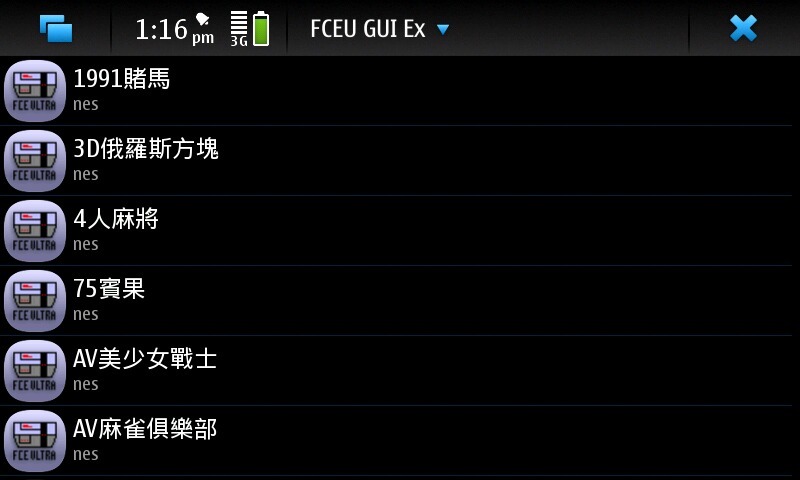 1:16 pm 3G FCEU GUI Ex
FCE ULTRA
1991賭馬
nes
FCE ULTRA
3D俄羅斯方塊
nes
FCE ULTRA
4人麻將
nes
FCE ULTRA
75賓果
nes
FCE ULTRA
AV美少女戰士
nes
FCE ULTRA
AV麻雀俱樂部
nes